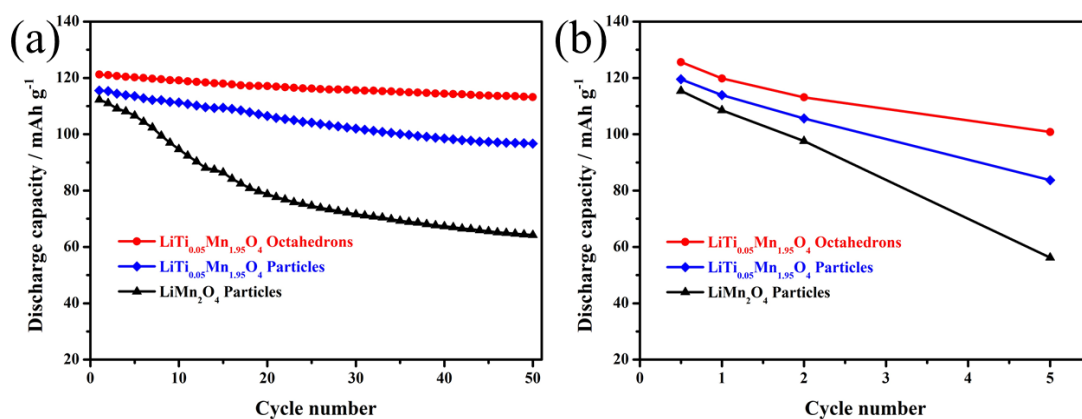 (a)
Discharge capacity / mAh g⁻¹
140
120
100
80
60
40
20
LiTi₀.₀₅Mn₁.₉₅O₄ Octahedrons
LiTi₀.₀₅Mn₁.₉₅O₄ Particles
LiMn₂O₄ Particles
0 10 20 30 40 50
Cycle number
(b)
Discharge capacity / mAh g⁻¹
140
120
100
80
60
40
20
LiTi₀.₀₅Mn₁.₉₅O₄ Octahedrons
LiTi₀.₀₅Mn₁.₉₅O₄ Particles
LiMn₂O₄ Particles
0 1 2 3 4 5
Cycle number